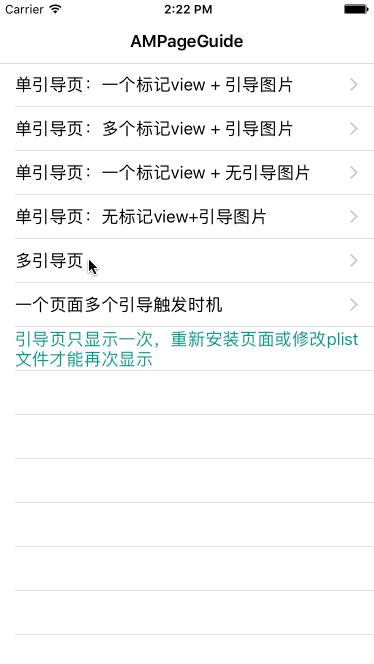 Carrier 2:22 PM
AMPageGuide
单引导页：一个标记view + 引导图片
单引导页：多个标记view + 引导图片
单引导页：一个标记view + 无引导图片
单引导页：无标记view+引导图片
多引导页
一个页面多个引导触发时机
引导页只显示一次，重新安装页面或修改plist
文件才能再次显示